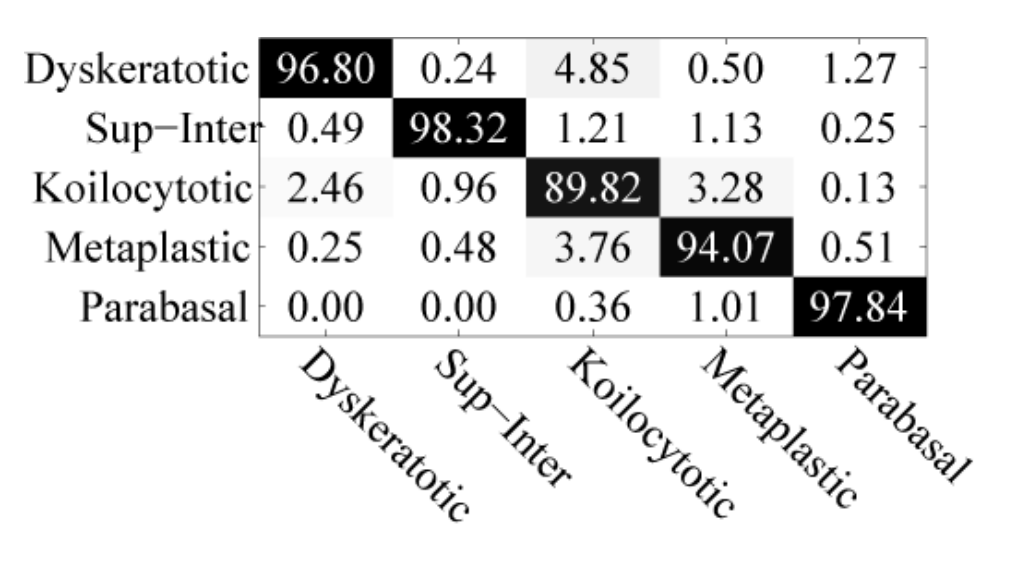 Dyskeratotic 96.80 0.24 4.85 0.50 1.27
Sup−Inter 0.49 98.32 1.21 1.13 0.25
Koilocytotic 2.46 0.96 89.82 3.28 0.13
Metaplastic 0.25 0.48 3.76 94.07 0.51
Parabasal 0.00 0.00 0.36 1.01 97.84
Dyskeratotic
Sup−Inter
Koilocytotic
Metaplastic
Parabasal